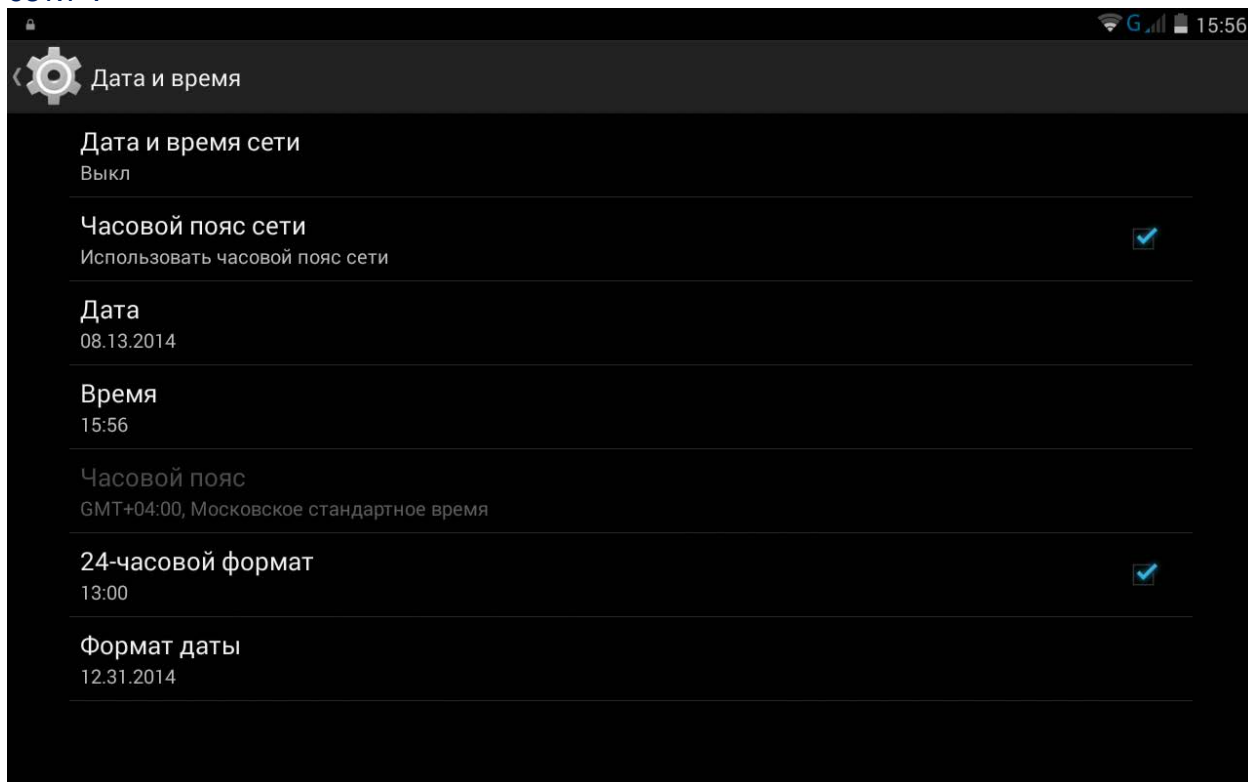 G 15:56
Дата и время
Дата и время сети
Выкл
Часовой пояс сети
Использовать часовой пояс сети
Дата
08.13.2014
Время
15:56
Часовой пояс
GMT+04:00, Московское стандартное время
24-часовой формат
13:00
Формат даты
12.31.2014